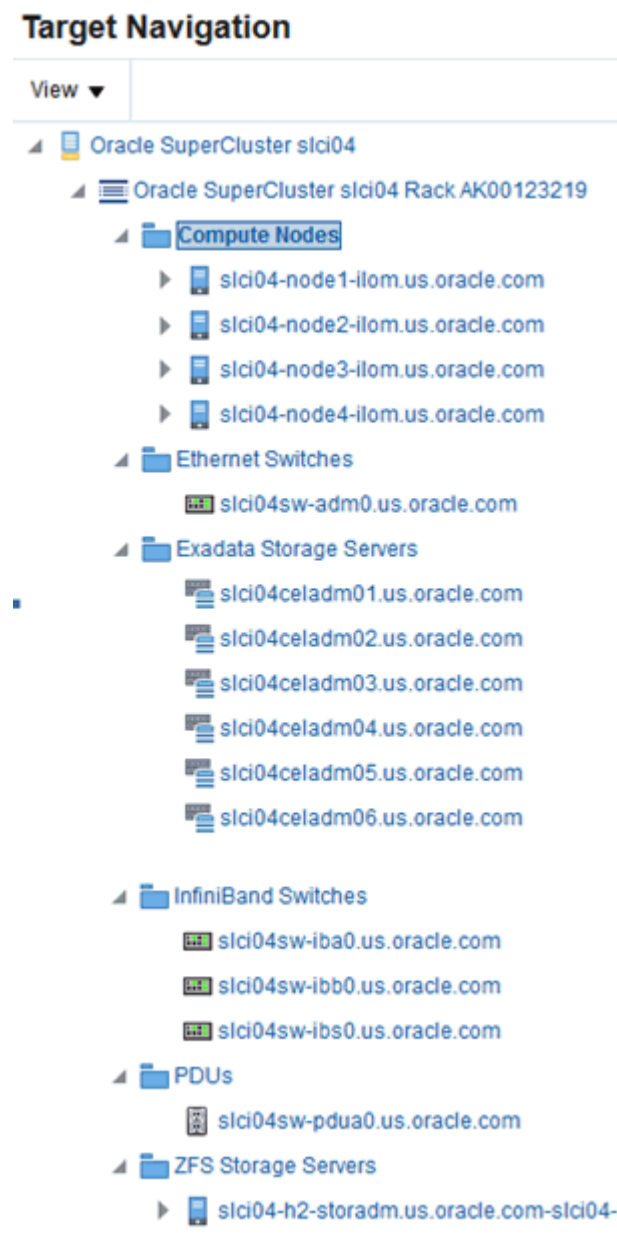 Target Navigation
View
Oracle SuperCluster slci04
Oracle SuperCluster slci04 Rack AK00123219
Compute Nodes
slci04-node1-ilom.us.oracle.com
slci04-node2-ilom.us.oracle.com
slci04-node3-ilom.us.oracle.com
slci04-node4-ilom.us.oracle.com
Ethernet Switches
slci04sw-adm0.us.oracle.com
Exadata Storage Servers
slci04celadm01.us.oracle.com
slci04celadm02.us.oracle.com
slci04celadm03.us.oracle.com
slci04celadm04.us.oracle.com
slci04celadm05.us.oracle.com
slci04celadm06.us.oracle.com
InfiniBand Switches
slci04sw-iba0.us.oracle.com
slci04sw-ibb0.us.oracle.com
slci04sw-ibs0.us.oracle.com
PDUs
slci04sw-pdua0.us.oracle.com
ZFS Storage Servers
slci04-h2-storadm.us.oracle.com-slci04-